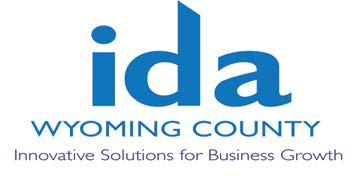 ida
WYOMING COUNTY
Innovative Solutions for Business Growth